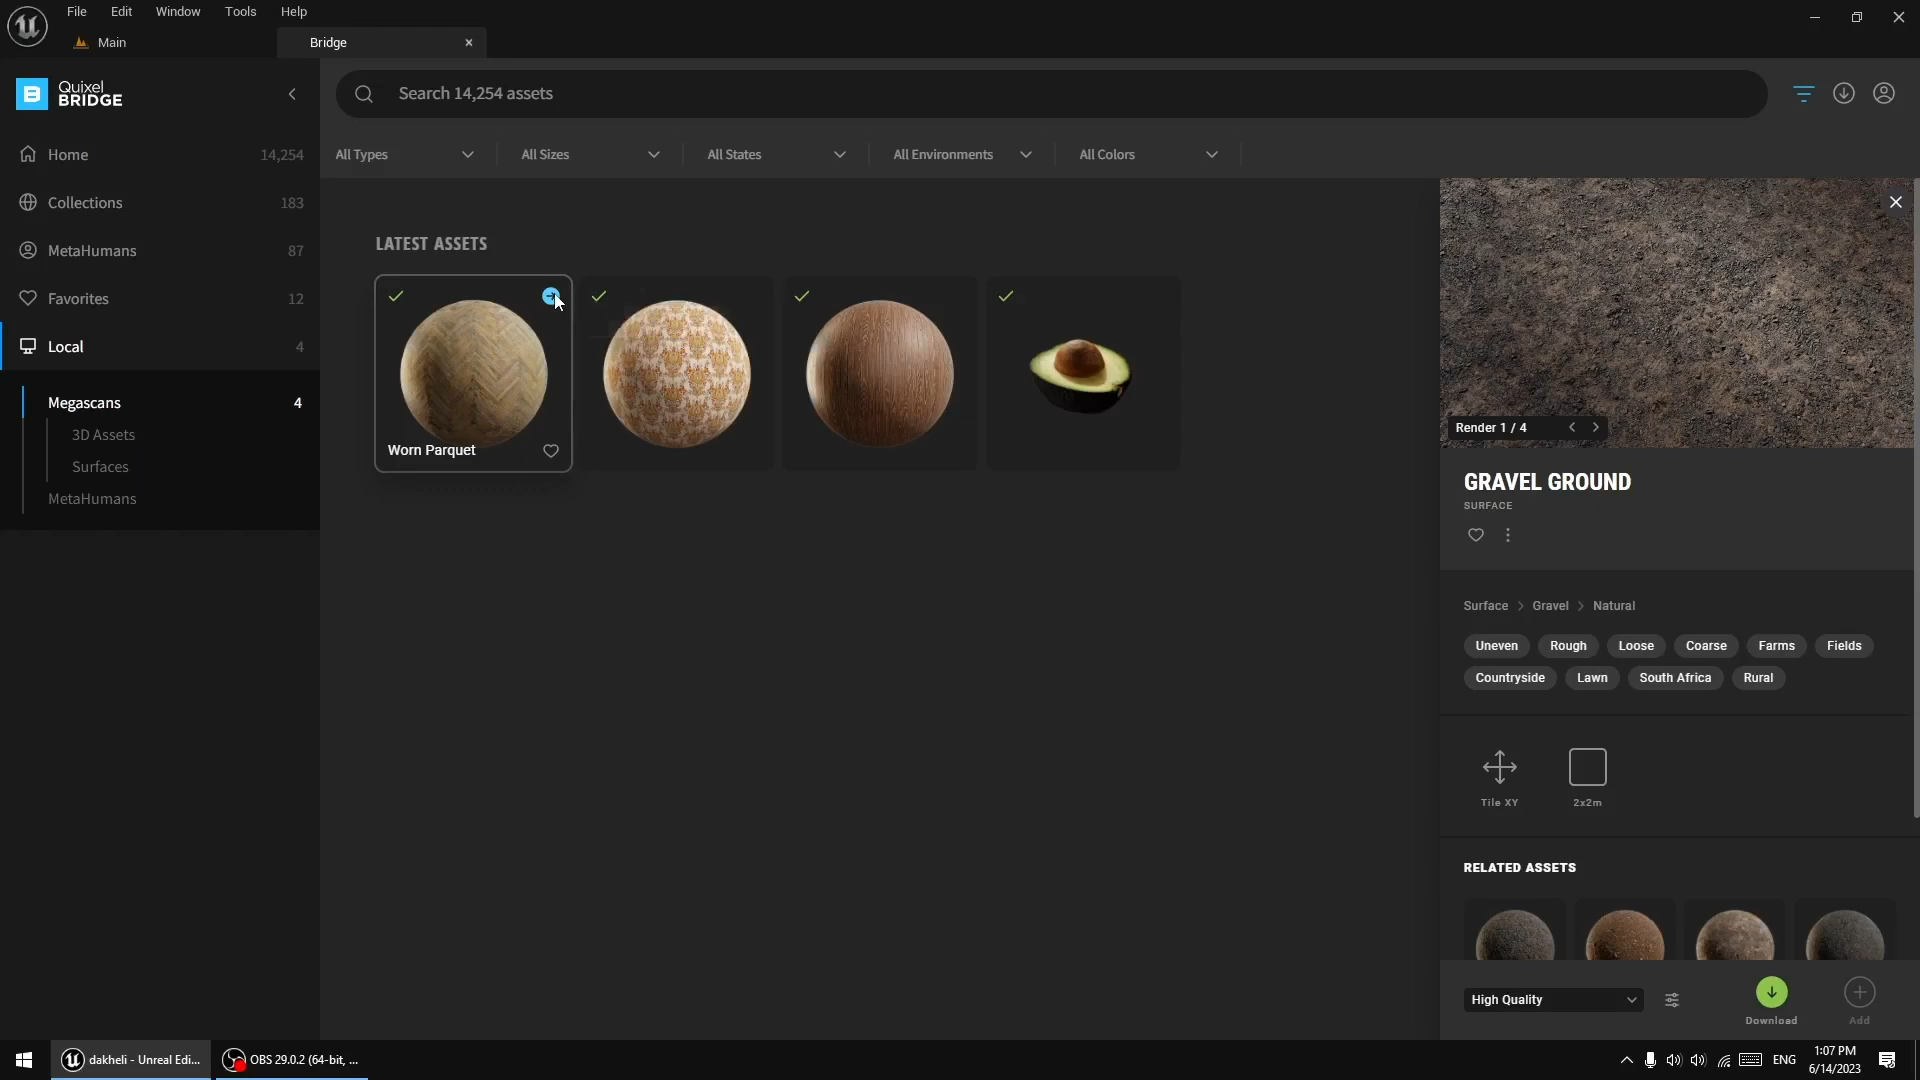 File Edit Window Tools Help
Main
Bridge
Quixel
BRIDGE
Search 14,254 assets
Home 14,254
Collections 183
MetaHumans 87
Favorites 12
Local 4
Megascans 4
3D Assets
Surfaces
MetaHumans
All Types All Sizes All States All Environments All Colors
LATEST ASSETS
Worn Parquet
Render 1 / 4
GRAVEL GROUND
SURFACE
Surface > Gravel > Natural
Uneven Rough Loose Coarse Farms Fields
Countryside Lawn South Africa Rural
Tile XY 2x2m
RELATED ASSETS
High Quality
Download Add
dakheli - Unreal Edi...
OBS 29.0.2 (64-bit, ...
ENG
1:07 PM
6/14/2023